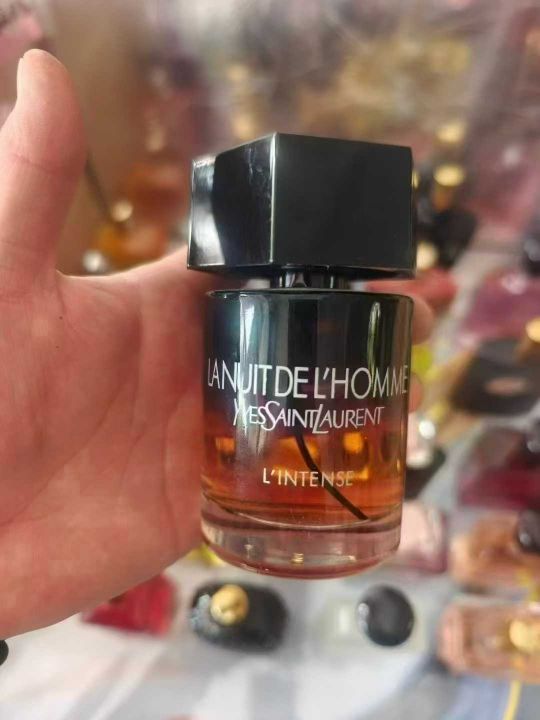 LA NUIT DE L'HOMME
YVESSAINTLAURENT
L'INTENSE